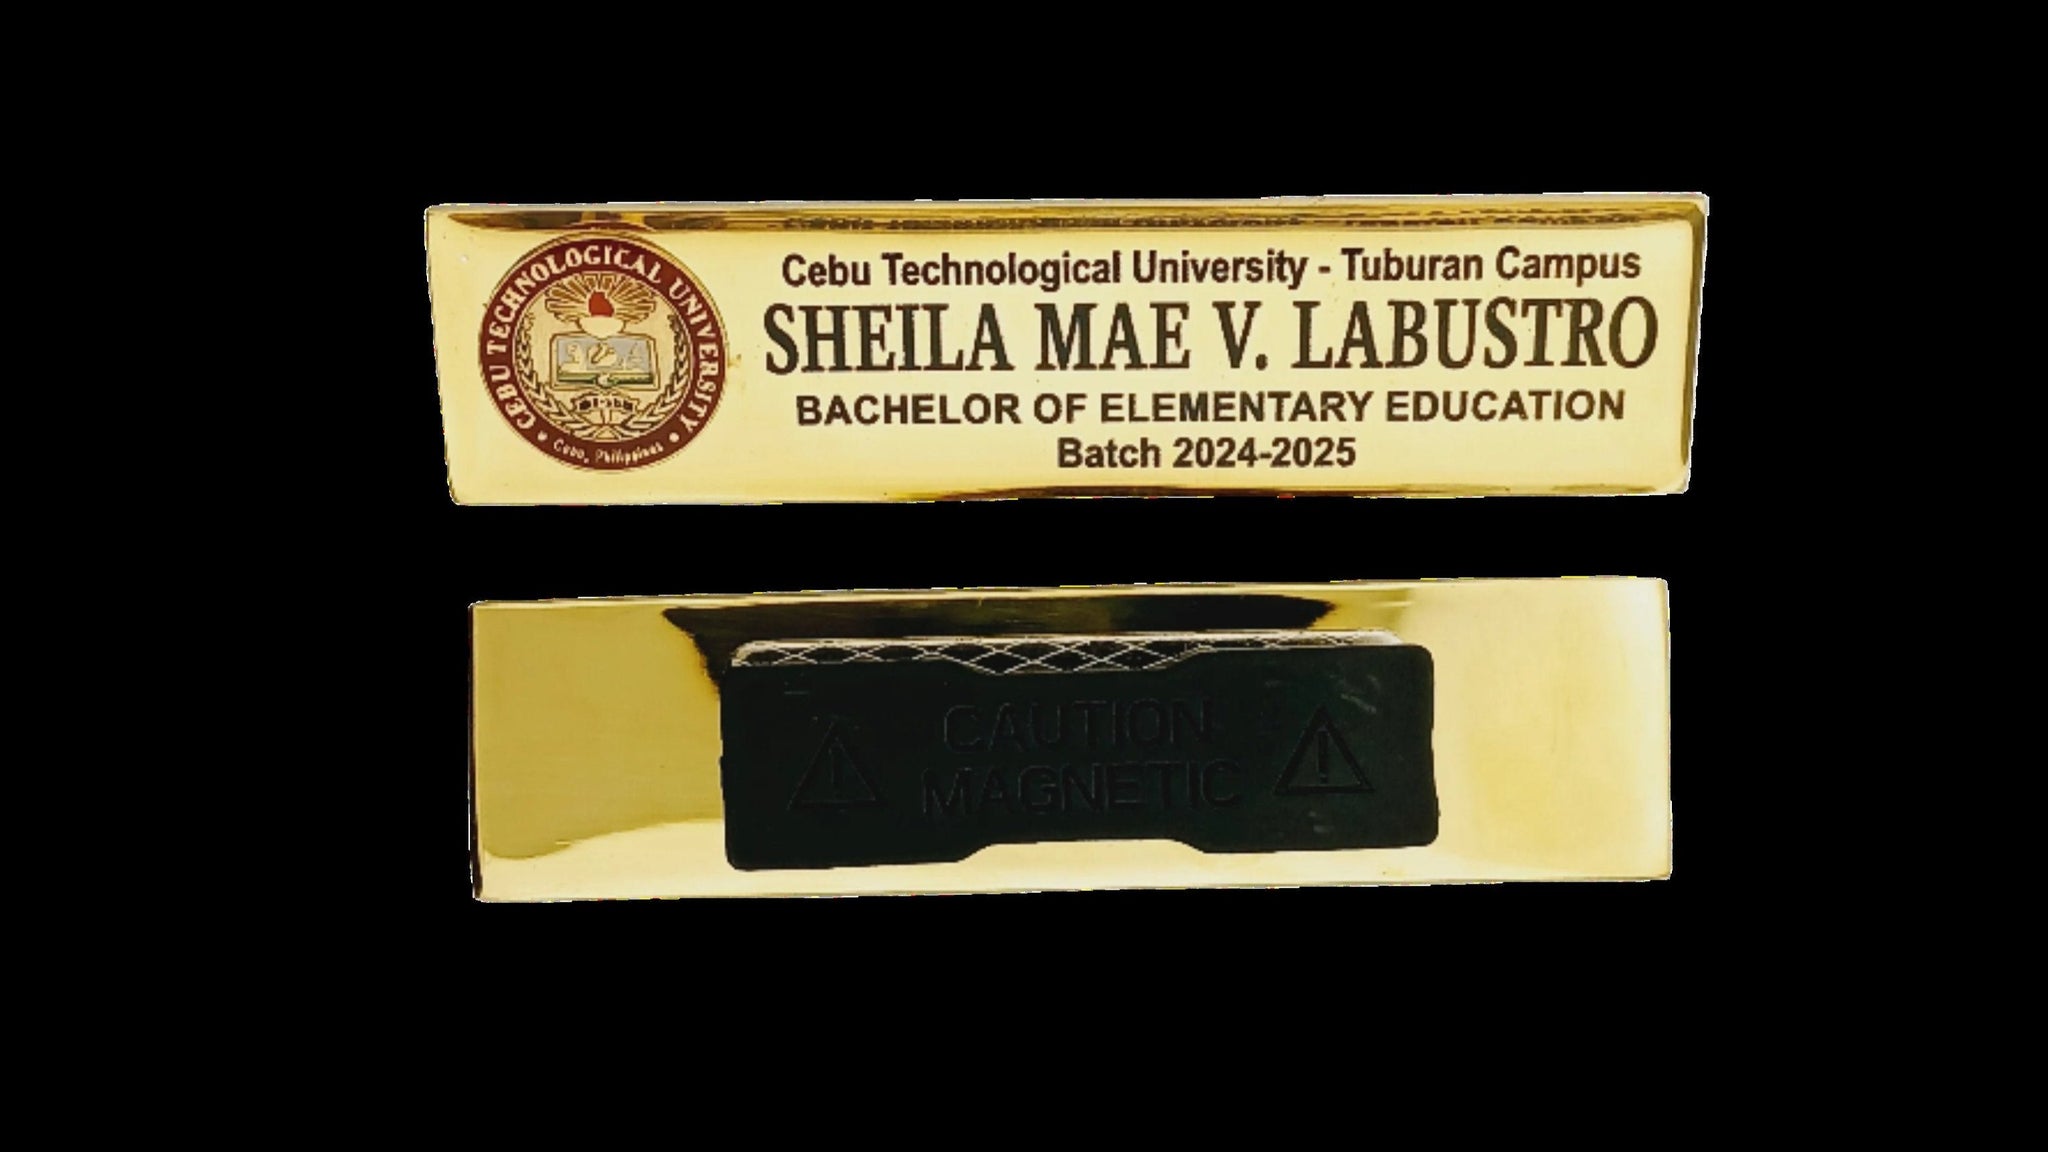 CEBU TECHNOLOGICAL UNIVERSITY
Cebu, Philippines
Cebu Technological University - Tuburan Campus
SHEILA MAE V. LABUSTRO
BACHELOR OF ELEMENTARY EDUCATION
Batch 2024-2025
CAUTION
MAGNETIC